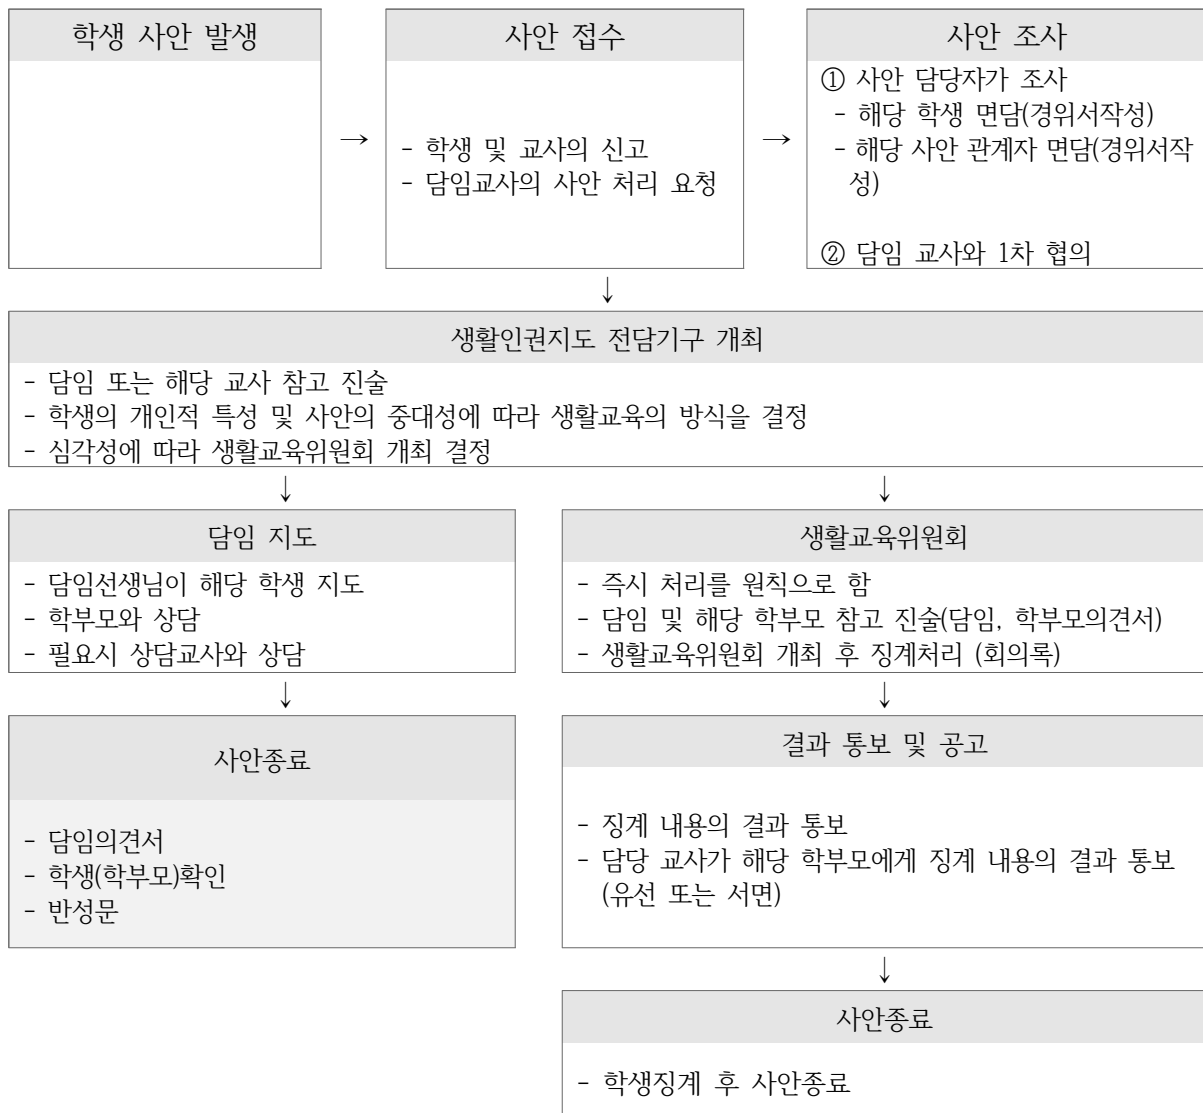 학생 사안 발생
사안 접수
- 학생 및 교사의 신고
- 담임교사의 사안 처리 요청
사안 조사
① 사안 담당자가 조사
- 해당 학생 면담(경위서작성)
- 해당 사안 관계자 면담(경위서작
성)
② 담임 교사와 1차 협의
→
→
↓
생활인권지도 전담기구 개최
- 담임 또는 해당 교사 참고 진술
- 학생의 개인적 특성 및 사안의 중대성에 따라 생활교육의 방식을 결정
- 심각성에 따라 생활교육위원회 개최 결정
↓
↓
담임 지도
- 담임선생님이 해당 학생 지도
- 학부모와 상담
- 필요시 상담교사와 상담
↓
사안종료
- 담임의견서
- 학생(학부모)확인
- 반성문
생활교육위원회
- 즉시 처리를 원칙으로 함
- 담임 및 해당 학부모 참고 진술(담임, 학부모의견서)
- 생활교육위원회 개최 후 징계처리 (회의록)
↓
결과 통보 및 공고
- 징계 내용의 결과 통보
- 담당 교사가 해당 학부모에게 징계 내용의 결과 통보
(유선 또는 서면)
↓
사안종료
- 학생징계 후 사안종료